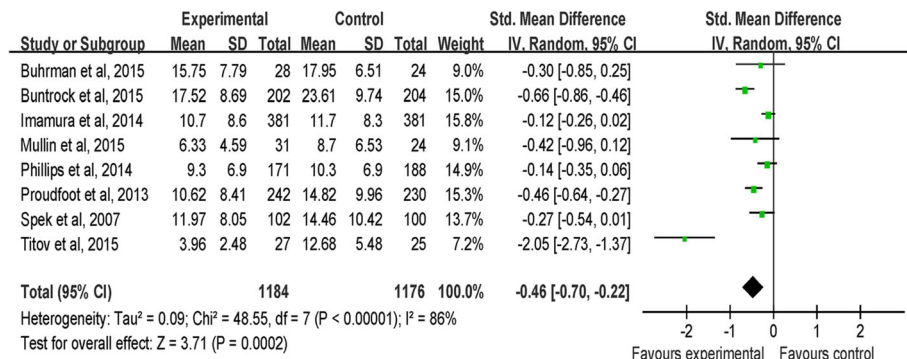 Experimental Control Std. Mean Difference Std. Mean Difference
Study or Subgroup Mean SD Total Mean SD Total Weight IV, Random, 95% CI IV, Random, 95% CI
Buhrman et al, 2015 15.75 7.79 28 17.95 6.51 24 9.0% -0.30 [-0.85, 0.25]
Buntrock et al, 2015 17.52 8.69 202 23.61 9.74 204 15.0% -0.66 [-0.86, -0.46]
Imamura et al, 2014 10.7 8.6 381 11.7 8.3 381 15.8% -0.12 [-0.26, 0.02]
Mullin et al, 2015 6.33 4.59 31 8.7 6.53 24 9.1% -0.42 [-0.96, 0.12]
Phillips et al, 2014 9.3 6.9 171 10.3 6.9 188 14.9% -0.14 [-0.35, 0.06]
Proudfoot et al, 2013 10.62 8.41 242 14.82 9.96 230 15.3% -0.46 [-0.64, -0.27]
Spek et al, 2007 11.97 8.05 102 14.46 10.42 100 13.7% -0.27 [-0.54, 0.01]
Titov et al, 2015 3.96 2.48 27 12.68 5.48 25 7.2% -2.05 [-2.73, -1.37]
Total (95% CI) 1184 1176 100.0% -0.46 [-0.70, -0.22]
Heterogeneity: Tau² = 0.09; Chi² = 48.55, df = 7 (P < 0.00001); I² = 86%
Test for overall effect: Z = 3.71 (P = 0.0002)
-2 -1 0 1 2
Favours experimental Favours control